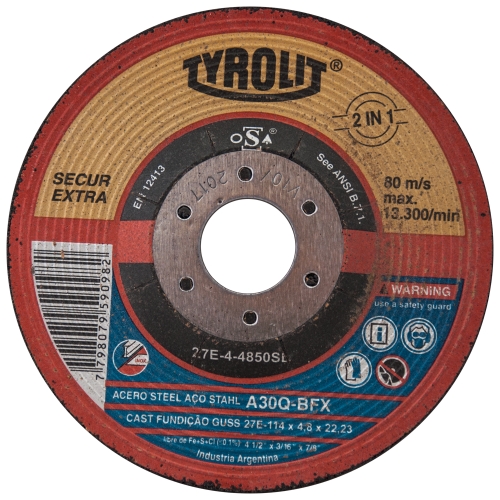 TYROLIT®
2 IN 1
SECUR
EXTRA
oSA
EN 12413
See ANSI B.7.1.
V10/2017
80 m/s
max.
13.300/min
WARNING
use a safety guard
7 798079 590982
INOX
27E-4-4850SL
ACERO STEEL AÇO STAHL A30Q-BFX
CAST FUNDIÇÃO GUSS 27E-114 x 4,8 x 22,23
libre de Fe+S+Cl (<0.1%) 4 1/2" x 3/16" x 7/8"
Industria Argentina